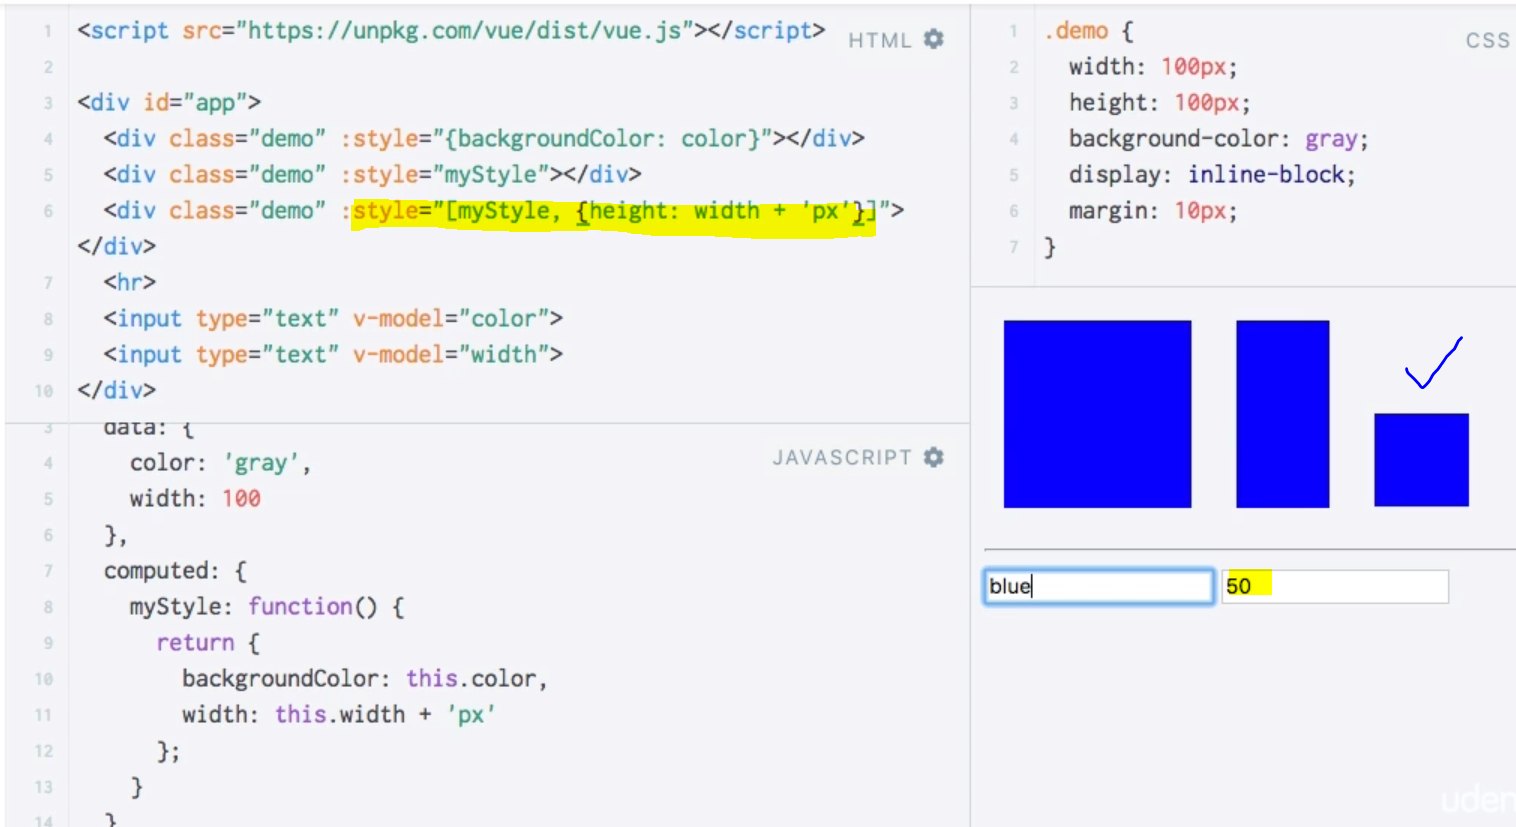 1 <script src="https://unpkg.com/vue/dist/vue.js"></script>
HTML
2
3 <div id="app">
4 <div class="demo" :style="{backgroundColor: color}"></div>
5 <div class="demo" :style="myStyle"></div>
6 <div class="demo" :style="[myStyle, {height: width + 'px'}]">
</div>
7 <hr>
8 <input type="text" v-model="color">
9 <input type="text" v-model="width">
10 </div>
3 data: {
JAVASCRIPT
4 color: 'gray',
5 width: 100
6 },
7 computed: {
8 myStyle: function() {
9 return {
10 backgroundColor: this.color,
11 width: this.width + 'px'
12 };
13 }
14 }
1 .demo {
CSS
2 width: 100px;
3 height: 100px;
4 background-color: gray;
5 display: inline-block;
6 margin: 10px;
7 }
blue
50